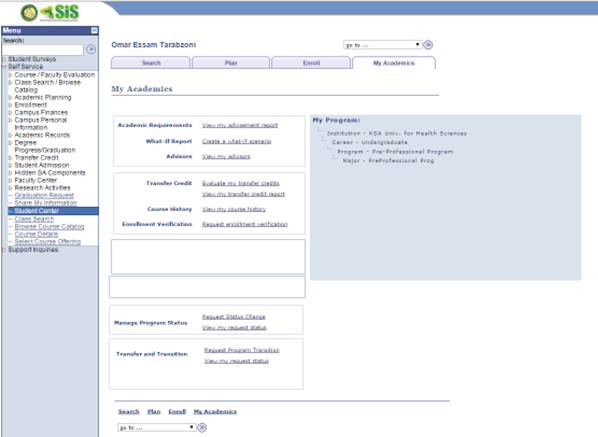 SiS
Menu
Search:
Student Surveys
Self Service
Course / Faculty Evaluation
Class Search / Browse
Catalog
Academic Planning
Enrollment
Campus Finances
Campus Personal
Information
Academic Records
Degree
Progress/Graduation
Transfer Credit
Student Admission
Hidden SA Components
Faculty Center
Research Activities
Graduation Request
Share My Information
Student Center
Class Search
Browse Course Catalog
Course Details
Select Course Offering
Support Inquiries
Omar Essam Tarabzoni
go to ...
Search Plan Enroll My Academics
My Academics
Academic Requirements View my advisement report
What-If Report Create a what-if scenario
Advisors View my advisors
Transfer Credit Evaluate my transfer credits
View my transfer credit report
Course History View my course history
Enrollment Verification Request enrollment verification
Manage Program Status Request Status Change
View my request status
Transfer and Transition Request Program Transition
View my request status
My Program:
Institution - KSA Univ. for Health Sciences
Career - Undergraduate
Program - Pre-Professional Program
Major - PreProfessional Prog
Search Plan Enroll My Academics
go to ...